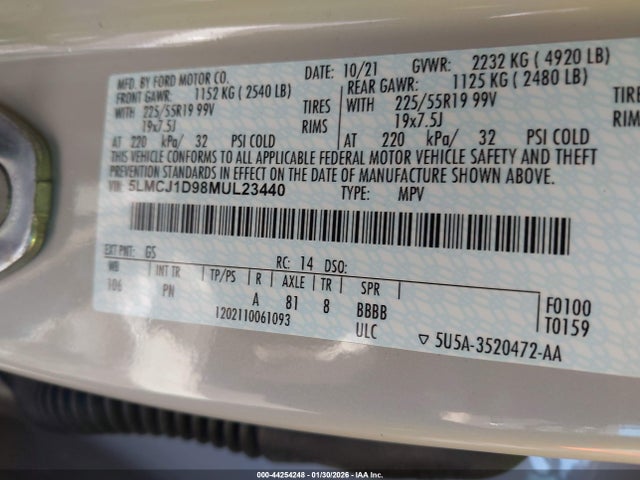 MFD. BY FORD MOTOR CO.
DATE: 10/21 GVWR: 2232 KG ( 4920 LB)
FRONT GAWR: 1152 KG ( 2540 LB) REAR GAWR: 1125 KG ( 2480 LB)
WITH 225/55R19 99V TIRES WITH 225/55R19 99V TIRES
19x7.5J RIMS 19x7.5J RIMS
AT 220 kPa/ 32 PSI COLD AT 220 kPa/ 32 PSI COLD
THIS VEHICLE CONFORMS TO ALL APPLICABLE FEDERAL MOTOR VEHICLE SAFETY AND THEFT
PREVENTION STANDARDS IN EFFECT ON THE DATE OF MANUFACTURE SHOWN ABOVE.
VIN: 5LMCJ1D98MUL23440 TYPE: MPV
EXT PNT: GS RC: 14 DSO:
WB INT TR TP/PS R AXLE TR SPR
106 PN A 81 8 BBBB F0100
1202110061093 ULC T0159
▽ 5U5A-3520472-AA
000-44254248 - 01/30/2026 - IAA Inc.